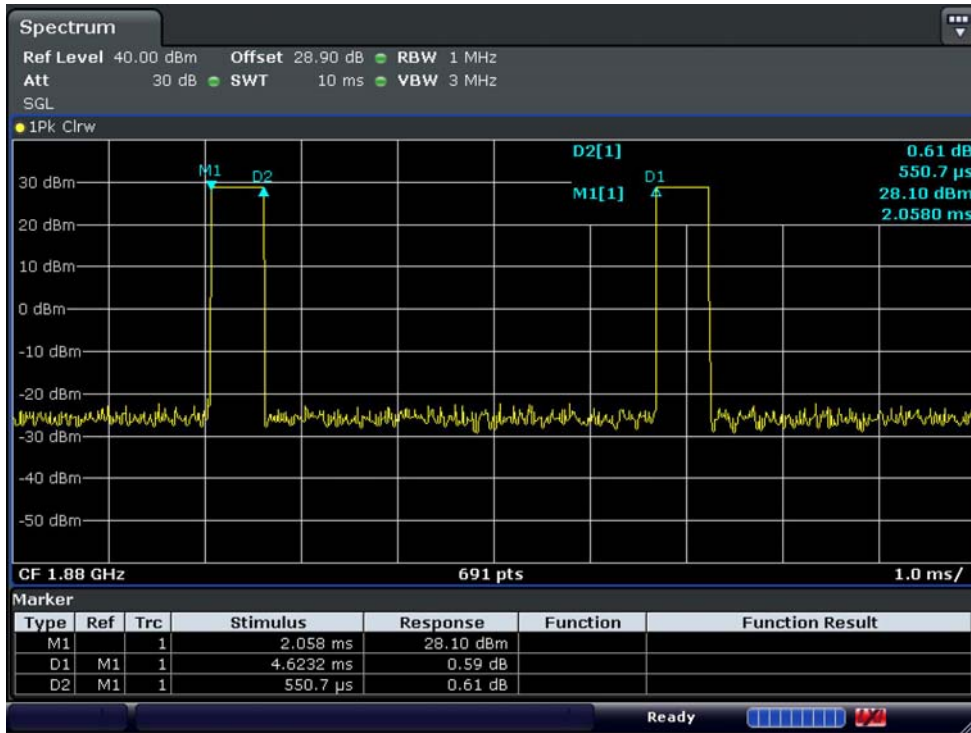 Spectrum
Ref Level 40.00 dBm Offset 28.90 dB RBW 1 MHz
Att 30 dB SWT 10 ms VBW 3 MHz
SGL
1Pk Clrw
D2[1] 0.61 dB
550.7 µs
M1[1] 28.10 dBm
2.0580 ms
M1
D2
D1
30 dBm
20 dBm
10 dBm
0 dBm
-10 dBm
-20 dBm
-30 dBm
-40 dBm
-50 dBm
CF 1.88 GHz 691 pts 1.0 ms/
Marker
Type Ref Trc Stimulus Response Function Function Result
M1 1 2.058 ms 28.10 dBm
D1 M1 1 4.6232 ms 0.59 dB
D2 M1 1 550.7 µs 0.61 dB
Ready